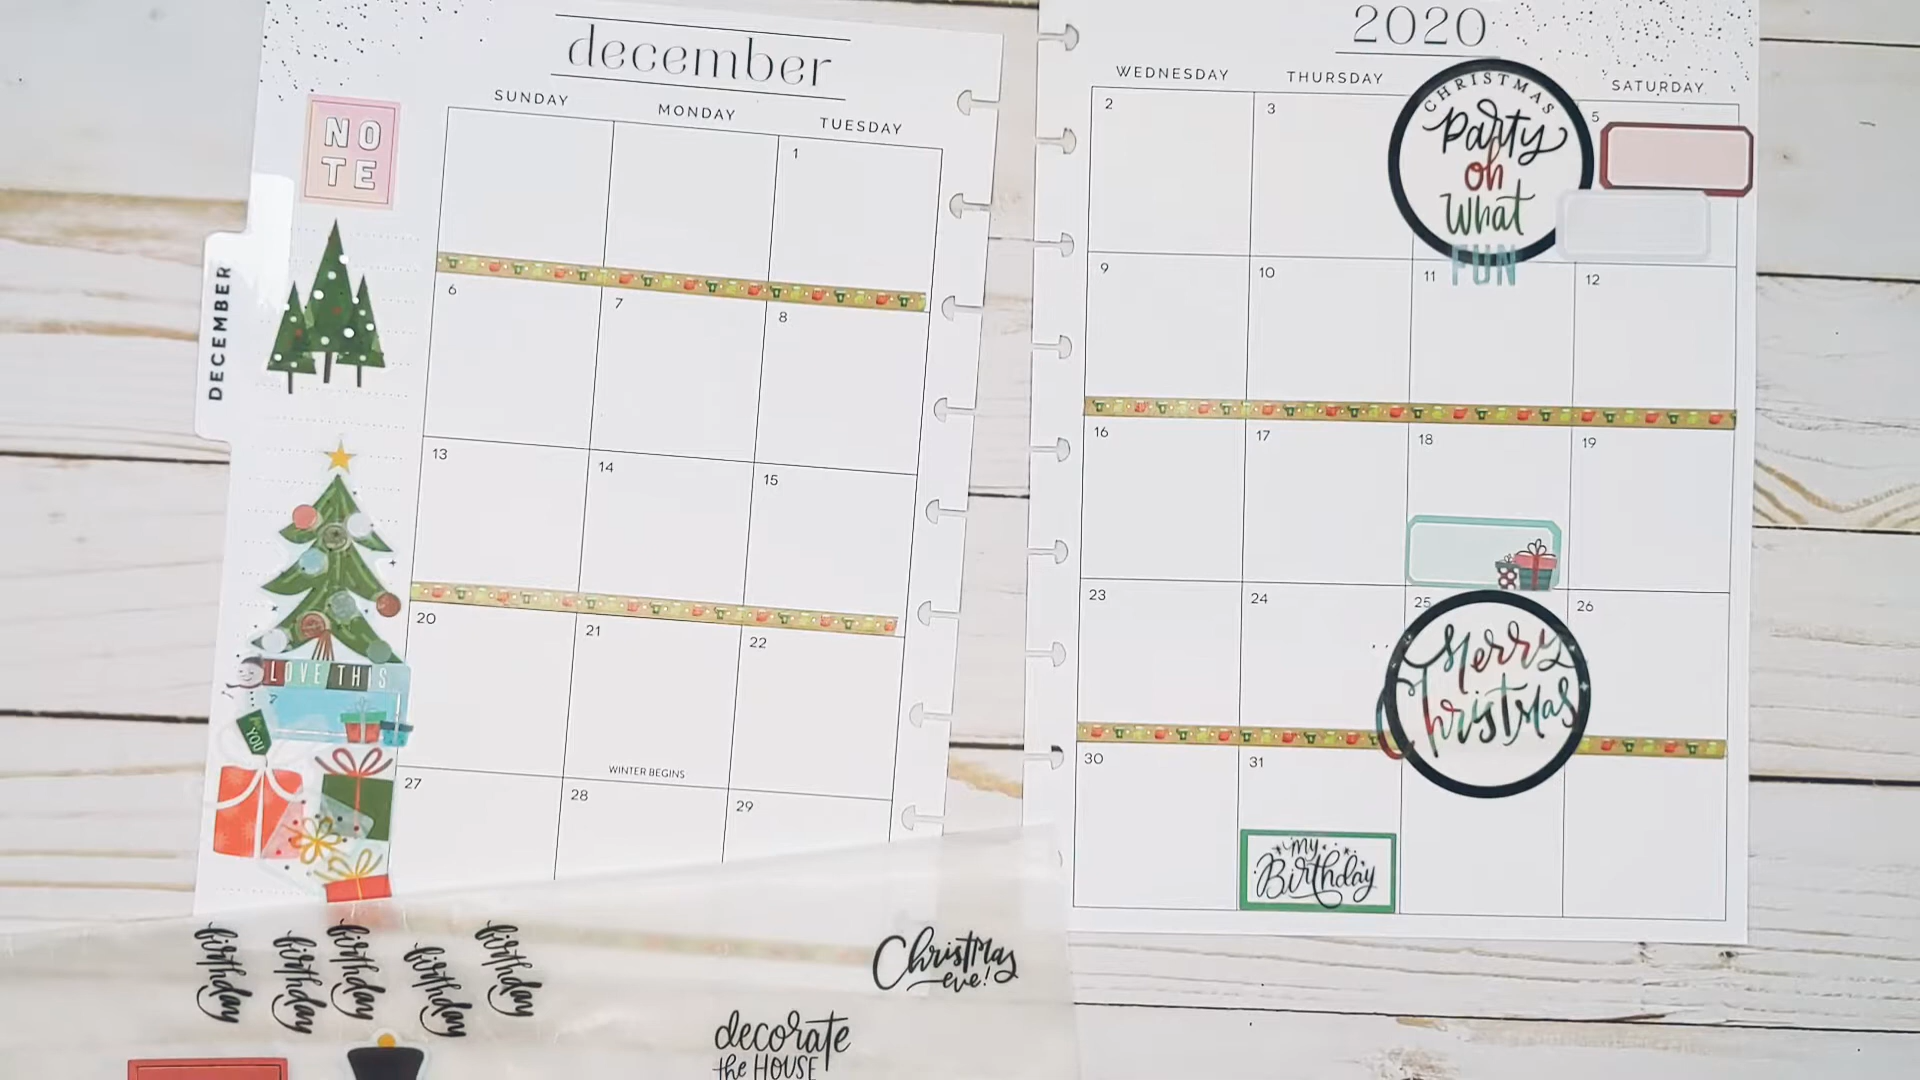 december
SUNDAY MONDAY TUESDAY
NO
TE
DECEMBER
1
6 7 8
13 14 15
20 21 22
WINTER BEGINS
27 28 29
LOVE THIS
YOU
2020
WEDNESDAY THURSDAY SATURDAY
2 3 5
CHRISTMAS
Party
oh
What
FUN
9 10 11 12
16 17 18 19
23 24 25 26
Merry
Christmas
30 31
my
Birthday
birthday birthday birthday birthday birthday
Christmas
eve!
decorate
the HOUSE